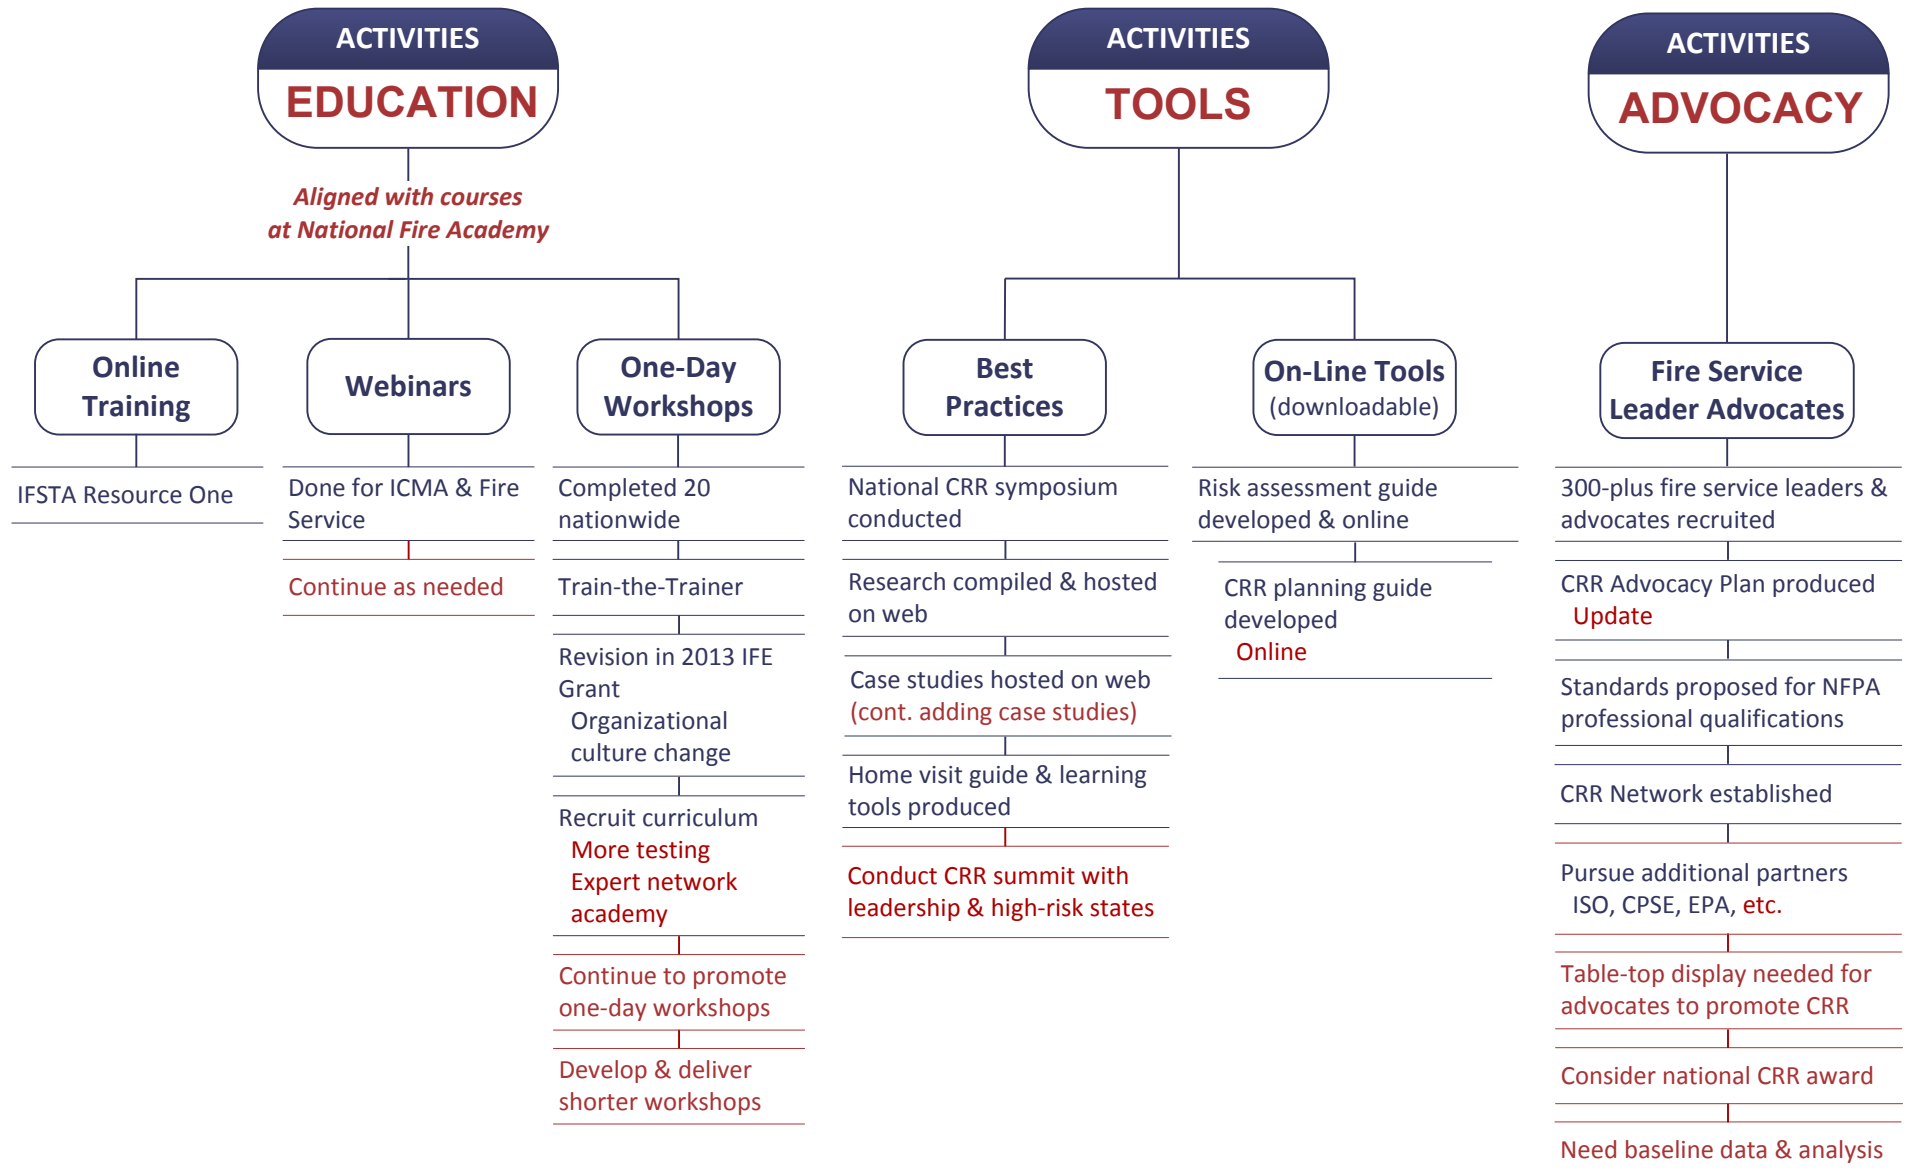 ACTIVITIES
EDUCATION
Aligned with courses
at National Fire Academy
Online
Training
IFSTA Resource One
Webinars
Done for ICMA & Fire
Service
Continue as needed
One-Day
Workshops
Completed 20
nationwide
Train-the-Trainer
Revision in 2013 IFE
Grant
Organizational
culture change
Recruit curriculum
More testing
Expert network
academy
Continue to promote
one-day workshops
Develop & deliver
shorter workshops
ACTIVITIES
TOOLS
Best
Practices
National CRR symposium
conducted
Research compiled & hosted
on web
Case studies hosted on web
(cont. adding case studies)
Home visit guide & learning
tools produced
Conduct CRR summit with
leadership & high-risk states
On-Line Tools
(downloadable)
Risk assessment guide
developed & online
CRR planning guide
developed
Online
ACTIVITIES
ADVOCACY
Fire Service
Leader Advocates
300-plus fire service leaders &
advocates recruited
CRR Advocacy Plan produced
Update
Standards proposed for NFPA
professional qualifications
CRR Network established
Pursue additional partners
ISO, CPSE, EPA, etc.
Table-top display needed for
advocates to promote CRR
Consider national CRR award
Need baseline data & analysis